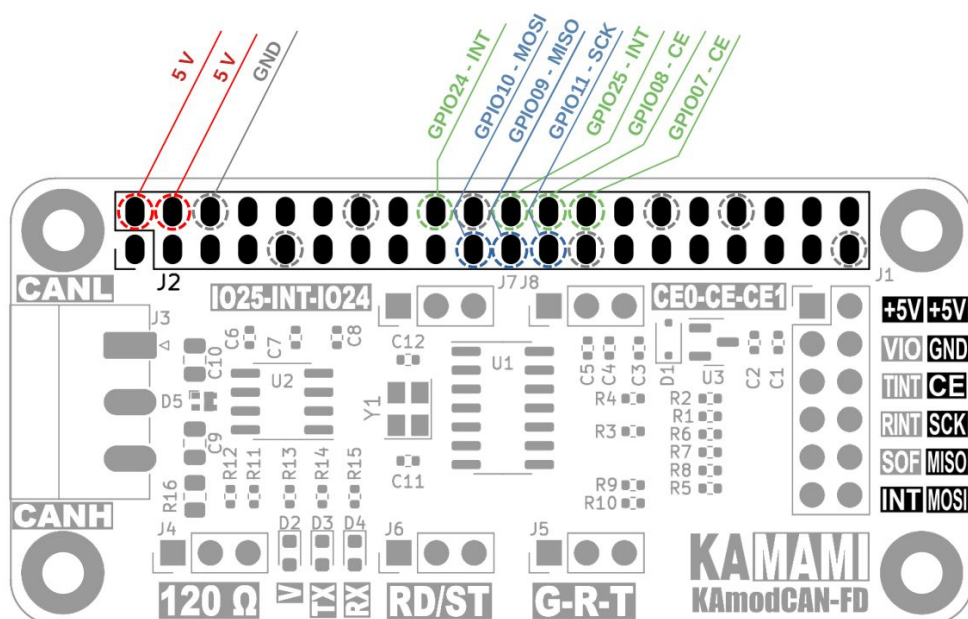 5 V
5 V
GND
GPIO24 - INT
GPIO10 - MOSI
GPIO09 - MISO
GPIO11 - SCK
GPIO25 - INT
GPIO08 - CE
GPIO07 - CE
J2
CANL
IO25-INT-IO24
J7
J8
CE0-CE-CE1
J1
J3
C6
C7
C8
C12
C10
U2
U1
C5
C4
C3
D1
U3
C2
C1
+5V
+5V
VIO
GND
TINT
CE
RINT
SCK
SOF
MISO
INT
MOSI
D5
Y1
R4
R2
R1
R3
R6
R7
R8
R5
C9
R12
R11
R13
R14
R15
C11
R9
R10
R16
CANH
J4
D2
D3
D4
J6
J5
120 Ω
V
TX
RX
RD/ST
G-R-T
KAMAMI
KAmodCAN-FD